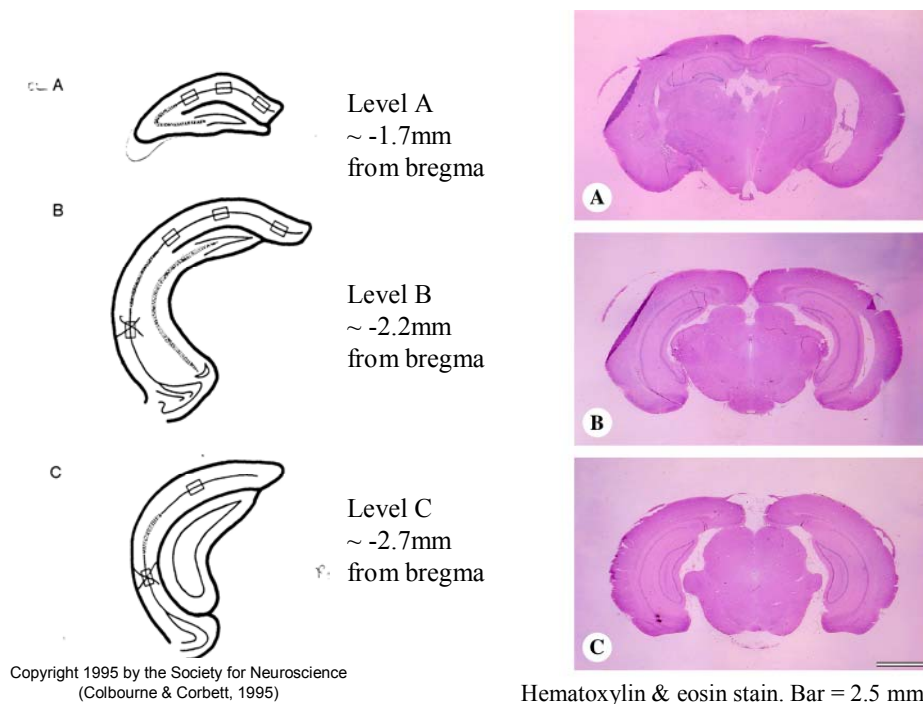 A
Level A
~ -1.7mm
from bregma
B
Level B
~ -2.2mm
from bregma
C
Level C
~ -2.7mm
from bregma
Copyright 1995 by the Society for Neuroscience
(Colbourne & Corbett, 1995)
A
B
C
Hematoxylin & eosin stain. Bar = 2.5 mm